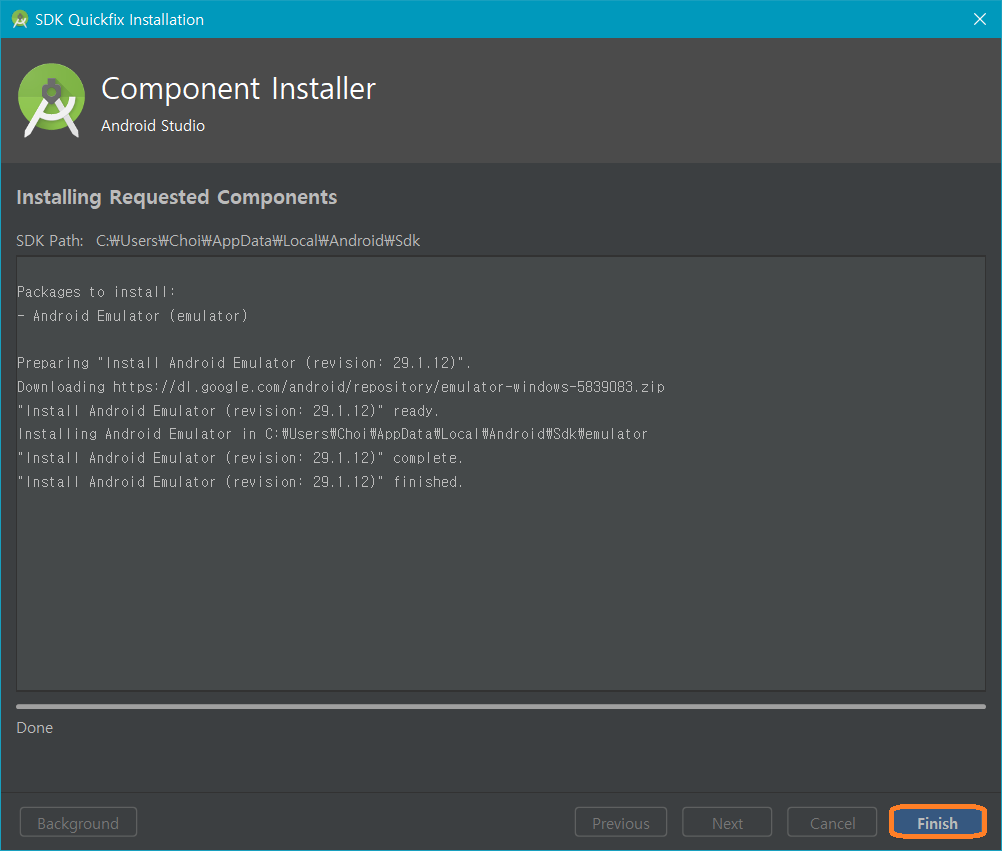 SDK Quickfix Installation
Component Installer
Android Studio
Installing Requested Components
SDK Path: C:₩Users₩Choi₩AppData₩Local₩Android₩Sdk
Packages to install:
- Android Emulator (emulator)
Preparing "Install Android Emulator (revision: 29.1.12)".
Downloading https://dl.google.com/android/repository/emulator-windows-5839083.zip
"Install Android Emulator (revision: 29.1.12)" ready.
Installing Android Emulator in C:₩Users₩Choi₩AppData₩Local₩Android₩Sdk₩emulator
"Install Android Emulator (revision: 29.1.12)" complete.
"Install Android Emulator (revision: 29.1.12)" finished.
Done
Background Previous Next Cancel Finish